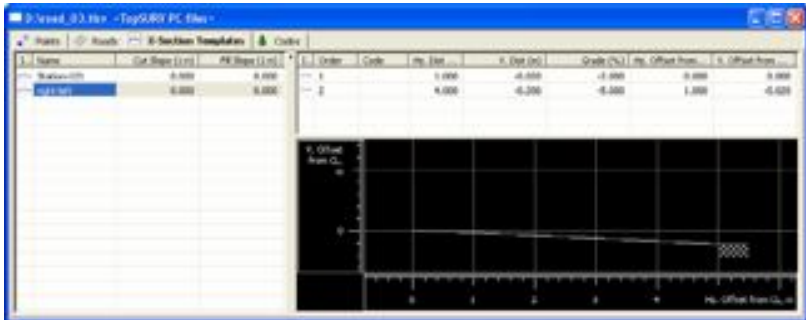 D:\road_03.tlsv -TopSURV PC files-
Points Roads X-Section Templates Codes
Name Cut Slope (1:n) Fill Slope (1:n)
0.000 0.000
right left 0.000 0.000
Order Code Hz. Dist ... V. Dist (m) Grade (%) Hz. Offset from... V. Offset from ...
1 1.000 -0.020 -2.000 0.000 0.000
2 4.000 -0.200 -5.000 1.000 -0.020
V. Offset
from CL,
m
0
0 1 2 3 4 Hz. Offset from CL, m